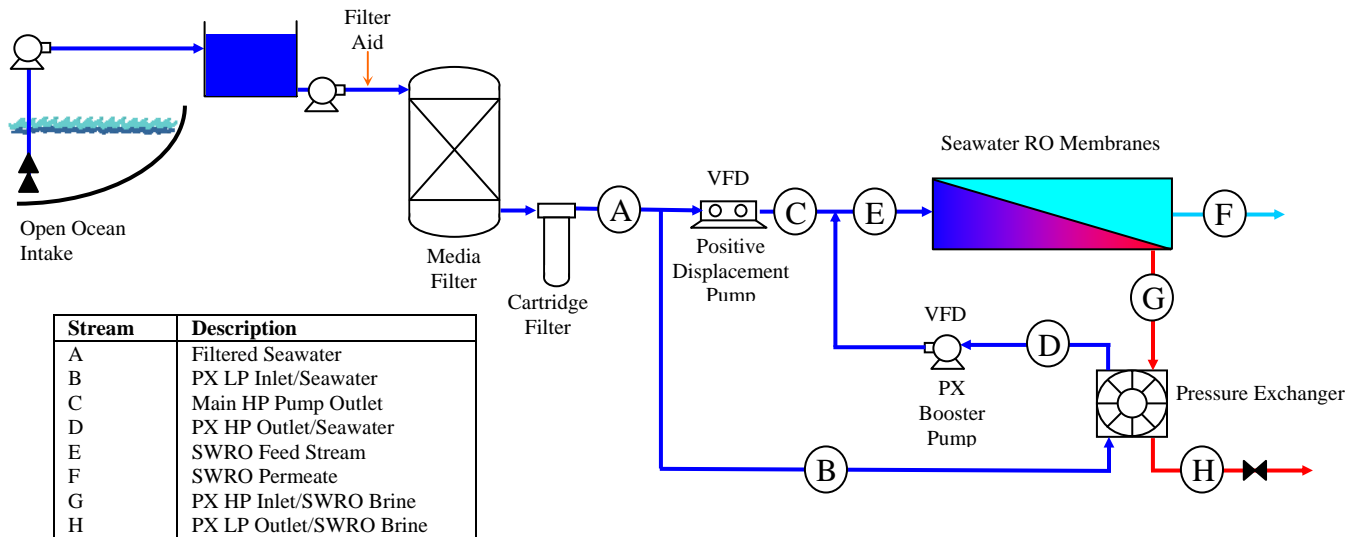 Filter
Aid
Open Ocean
Intake
Media
Filter
Cartridge
Filter
A
VFD
Positive
Displacement
Pump
C
E
Seawater RO Membranes
F
G
VFD
D
PX
Booster
Pump
Pressure Exchanger
B
H
Stream Description
A Filtered Seawater
B PX LP Inlet/Seawater
C Main HP Pump Outlet
D PX HP Outlet/Seawater
E SWRO Feed Stream
F SWRO Permeate
G PX HP Inlet/SWRO Brine
H PX LP Outlet/SWRO Brine